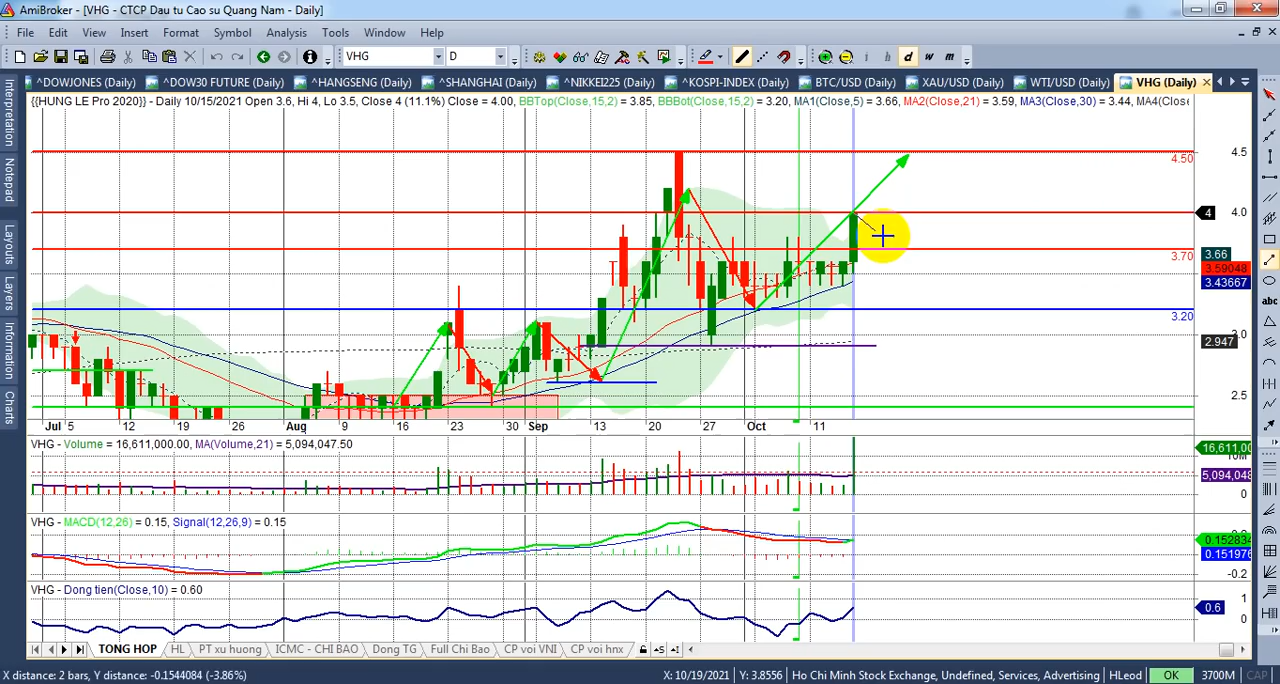 AmiBroker - [VHG - CTCP Dau tu Cao su Quang Nam - Daily]
File Edit View Insert Format Symbol Analysis Tools Window Help
VHG D i h d w m
^DOWJONES (Daily) ^DOW30 FUTURE (Daily) ^HANGSENG (Daily) ^SHANGHAI (Daily) ^NIKKEI225 (Daily) ^KOSPI-INDEX (Daily) BTC/USD (Daily) XAU/USD (Daily) WTI/USD (Daily) VHG (Daily)
{{HUNG LE Pro 2020}} - Daily 10/15/2021 Open 3.6, Hi 4, Lo 3.5, Close 4 (11.1%) Close = 4.00, BBTop(Close,15,2) = 3.85, BBBot(Close,15,2) = 3.20, MA1(Close,5) = 3.66, MA2(Close,21) = 3.59, MA3(Close,30) = 3.44, MA4(Clos
Interpretation
Notepad
Layouts
Layers
Information
Charts
4.50 4.5
4 4.0
3.70
3.66
3.59048
3.43667
3.20
3.0
2.947
2.5
abc
Jul 5 12 19 26 Aug 9 16 23 30 Sep 13 20 27 Oct 11
VHG - Volume = 16,611,000.00, MA(Volume,21) = 5,094,047.50
16,611,00
5,094,048
0
VHG - MACD(12,26) = 0.15, Signal(12,26,9) = 0.15
0.152834
0.151976
-0.2
VHG - Dong tien(Close,10) = 0.60
1
0.6
0
TONG HOP HL PT xu huong ICMC - CHI BAO Dong TG Full Chi Bao CP voi VNI CP voi hnx
X distance: 2 bars, Y distance: -0.1544084 (-3.86%) X: 10/19/2021 Y: 3.8556 Ho Chi Minh Stock Exchange, Undefined, Services, Advertising HLeod OK 3700M CAP